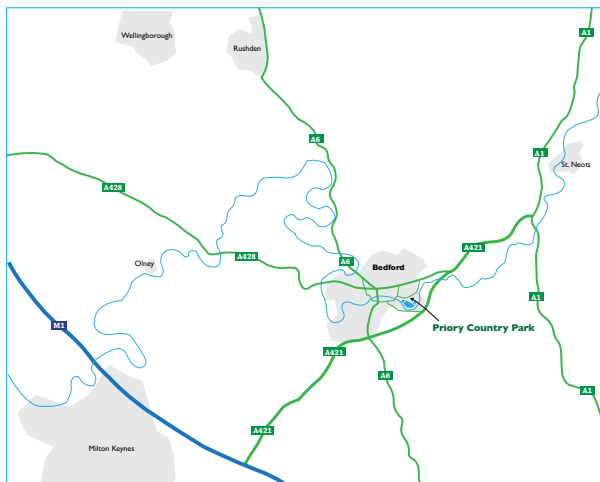 Wellingborough
Rushden
A1
A6
A1
St. Neots
A428
A421
A428
A6
Olney
Bedford
A1
M1
Priory Country Park
A421
A6
A1
A421
Milton Keynes